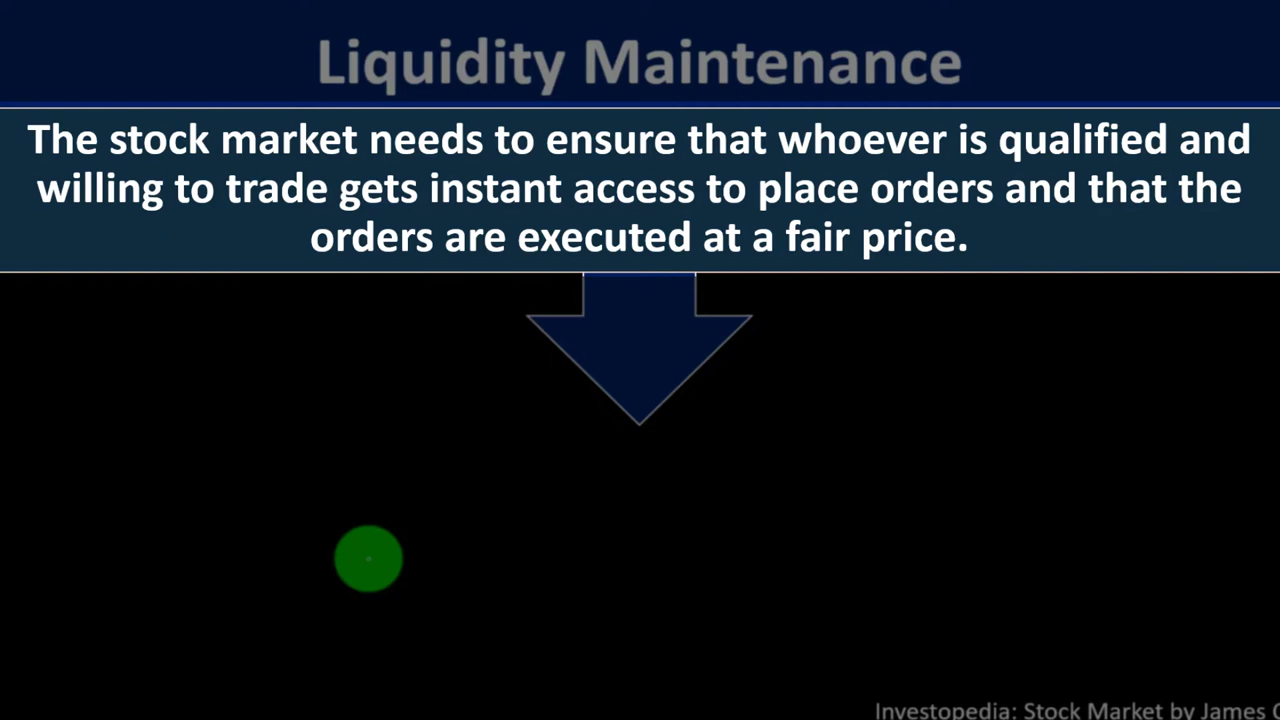 Liquidity Maintenance
The stock market needs to ensure that whoever is qualified and
willing to trade gets instant access to place orders and that the
orders are executed at a fair price.
Investopedia: Stock Market by James